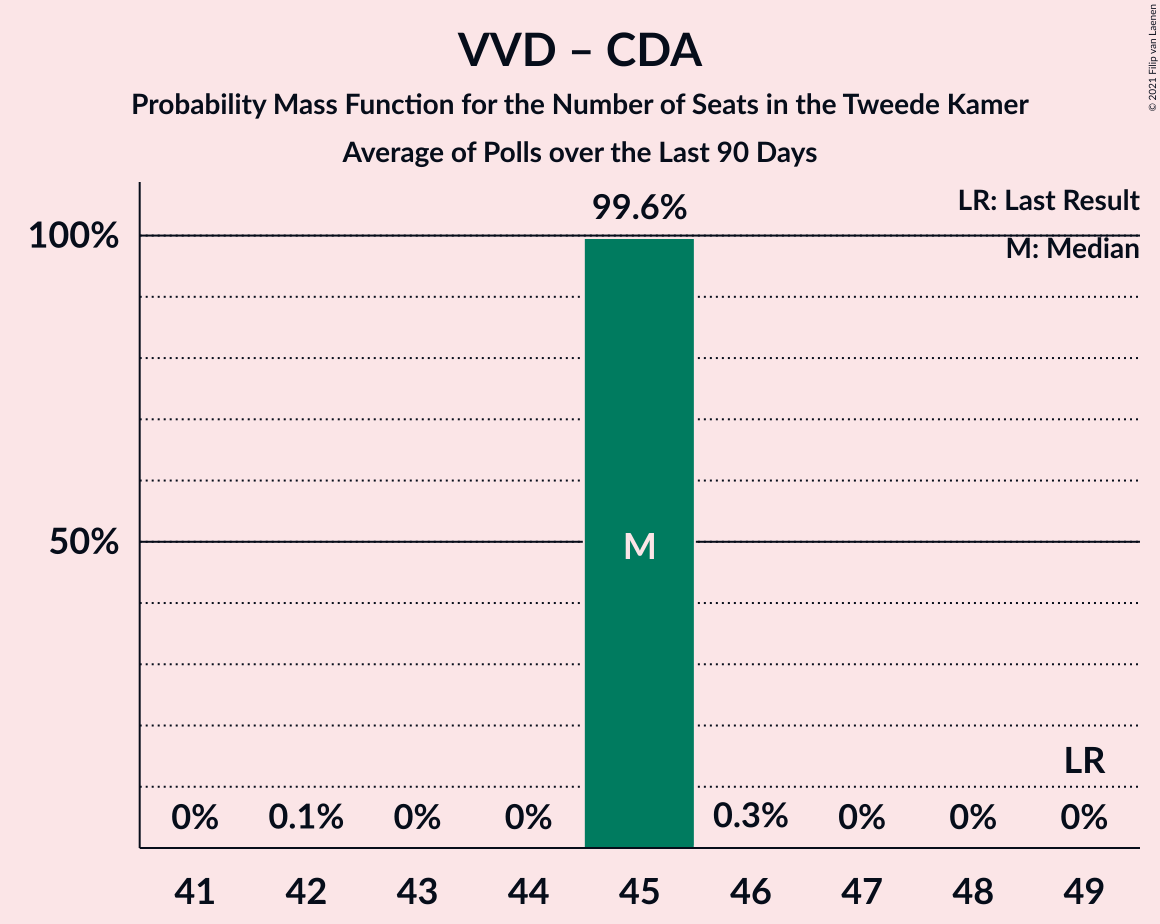 VVD – CDA
Probability Mass Function for the Number of Seats in the Tweede Kamer
Average of Polls over the Last 90 Days
© 2021 Filip van Laenen
LR: Last Result
M: Median
99.6%
100%
50%
M
LR
0% 0.1% 0% 0% 0.3% 0% 0% 0%
41 42 43 44 45 46 47 48 49